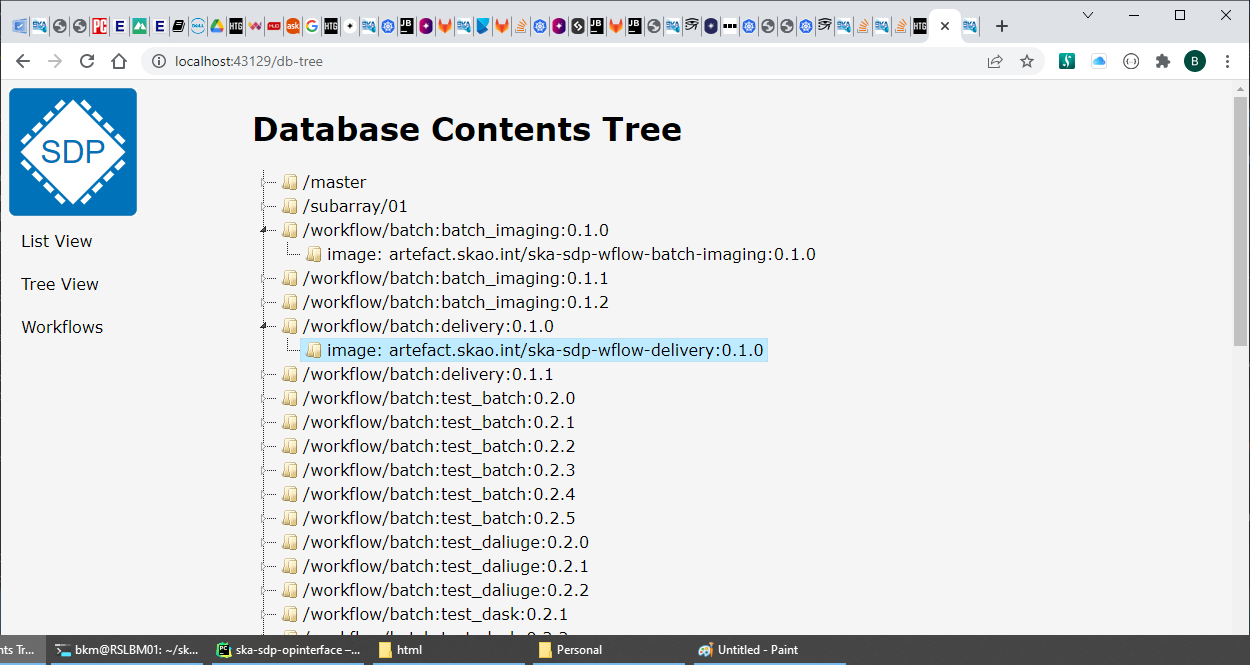 localhost:43129/db-tree
B
SDP
List View
Tree View
Workflows
Database Contents Tree
/master
/subarray/01
/workflow/batch:batch_imaging:0.1.0
image: artefact.skao.int/ska-sdp-wflow-batch-imaging:0.1.0
/workflow/batch:batch_imaging:0.1.1
/workflow/batch:batch_imaging:0.1.2
/workflow/batch:delivery:0.1.0
image: artefact.skao.int/ska-sdp-wflow-delivery:0.1.0
/workflow/batch:delivery:0.1.1
/workflow/batch:test_batch:0.2.0
/workflow/batch:test_batch:0.2.1
/workflow/batch:test_batch:0.2.2
/workflow/batch:test_batch:0.2.3
/workflow/batch:test_batch:0.2.4
/workflow/batch:test_batch:0.2.5
/workflow/batch:test_daliuge:0.2.0
/workflow/batch:test_daliuge:0.2.1
/workflow/batch:test_daliuge:0.2.2
/workflow/batch:test_dask:0.2.1
nts Tr...
bkm@RSLBM01: ~/sk...
ska-sdp-opinterface –...
html
Personal
Untitled - Paint